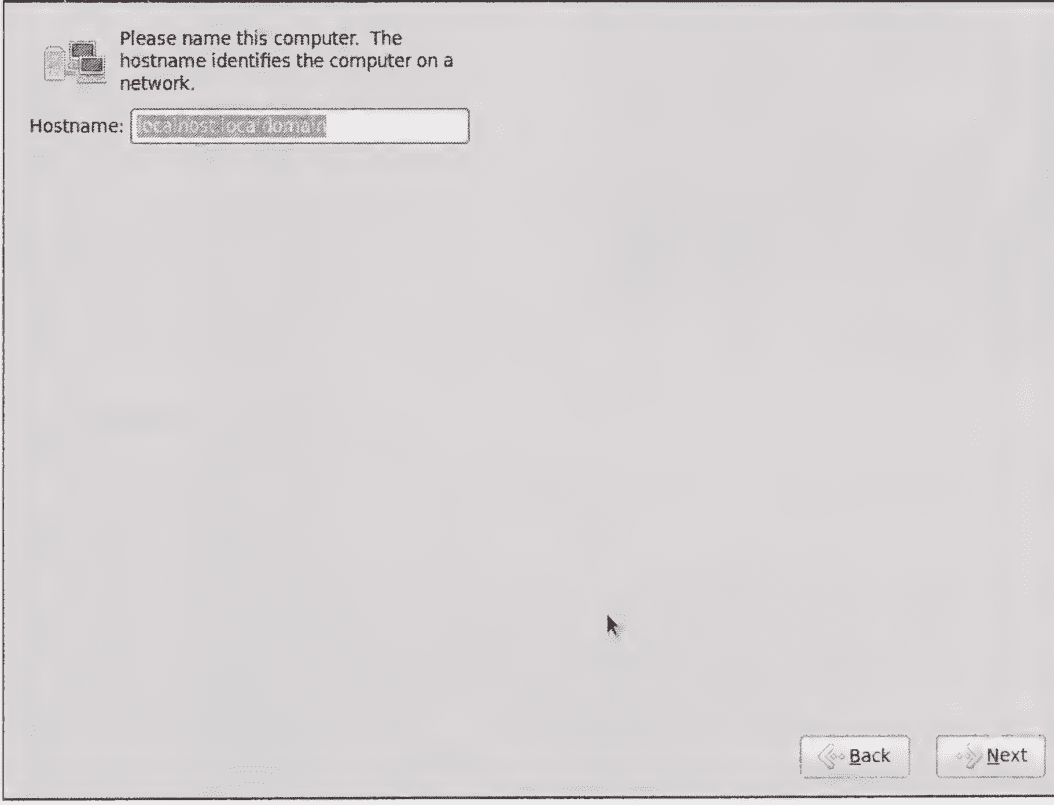 Please name this computer.  The
hostname identifies the computer on a
network.
Hostname: localhost.localdomain
Back
Next